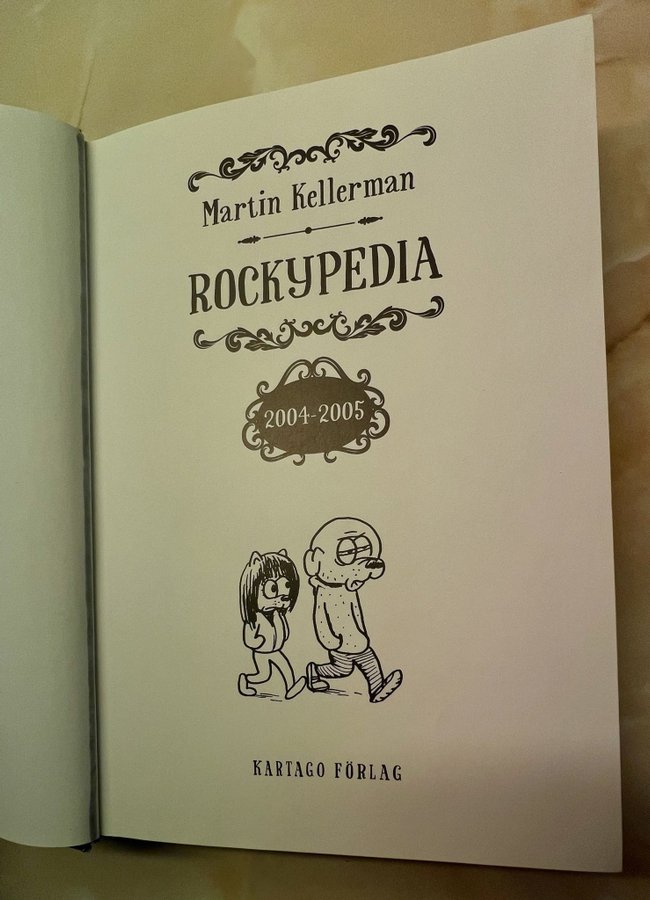 Martin Kellerman
ROCKYPEDIA
2004-2005
KARTAGO FÖRLAG